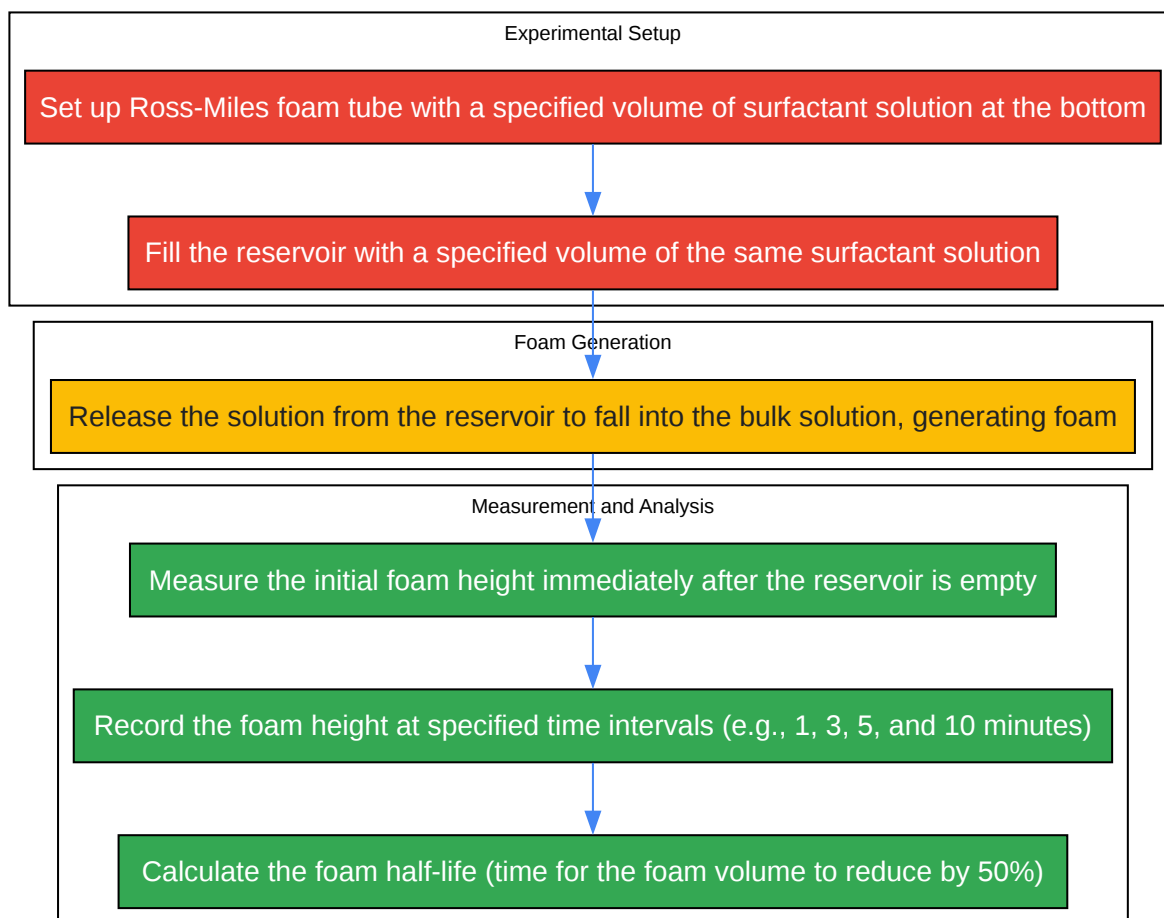 Experimental Setup
Set up Ross-Miles foam tube with a specified volume of surfactant solution at the bottom
Fill the reservoir with a specified volume of the same surfactant solution
Foam Generation
Release the solution from the reservoir to fall into the bulk solution, generating foam
Measurement and Analysis
Measure the initial foam height immediately after the reservoir is empty
Record the foam height at specified time intervals (e.g., 1, 3, 5, and 10 minutes)
Calculate the foam half-life (time for the foam volume to reduce by 50%)